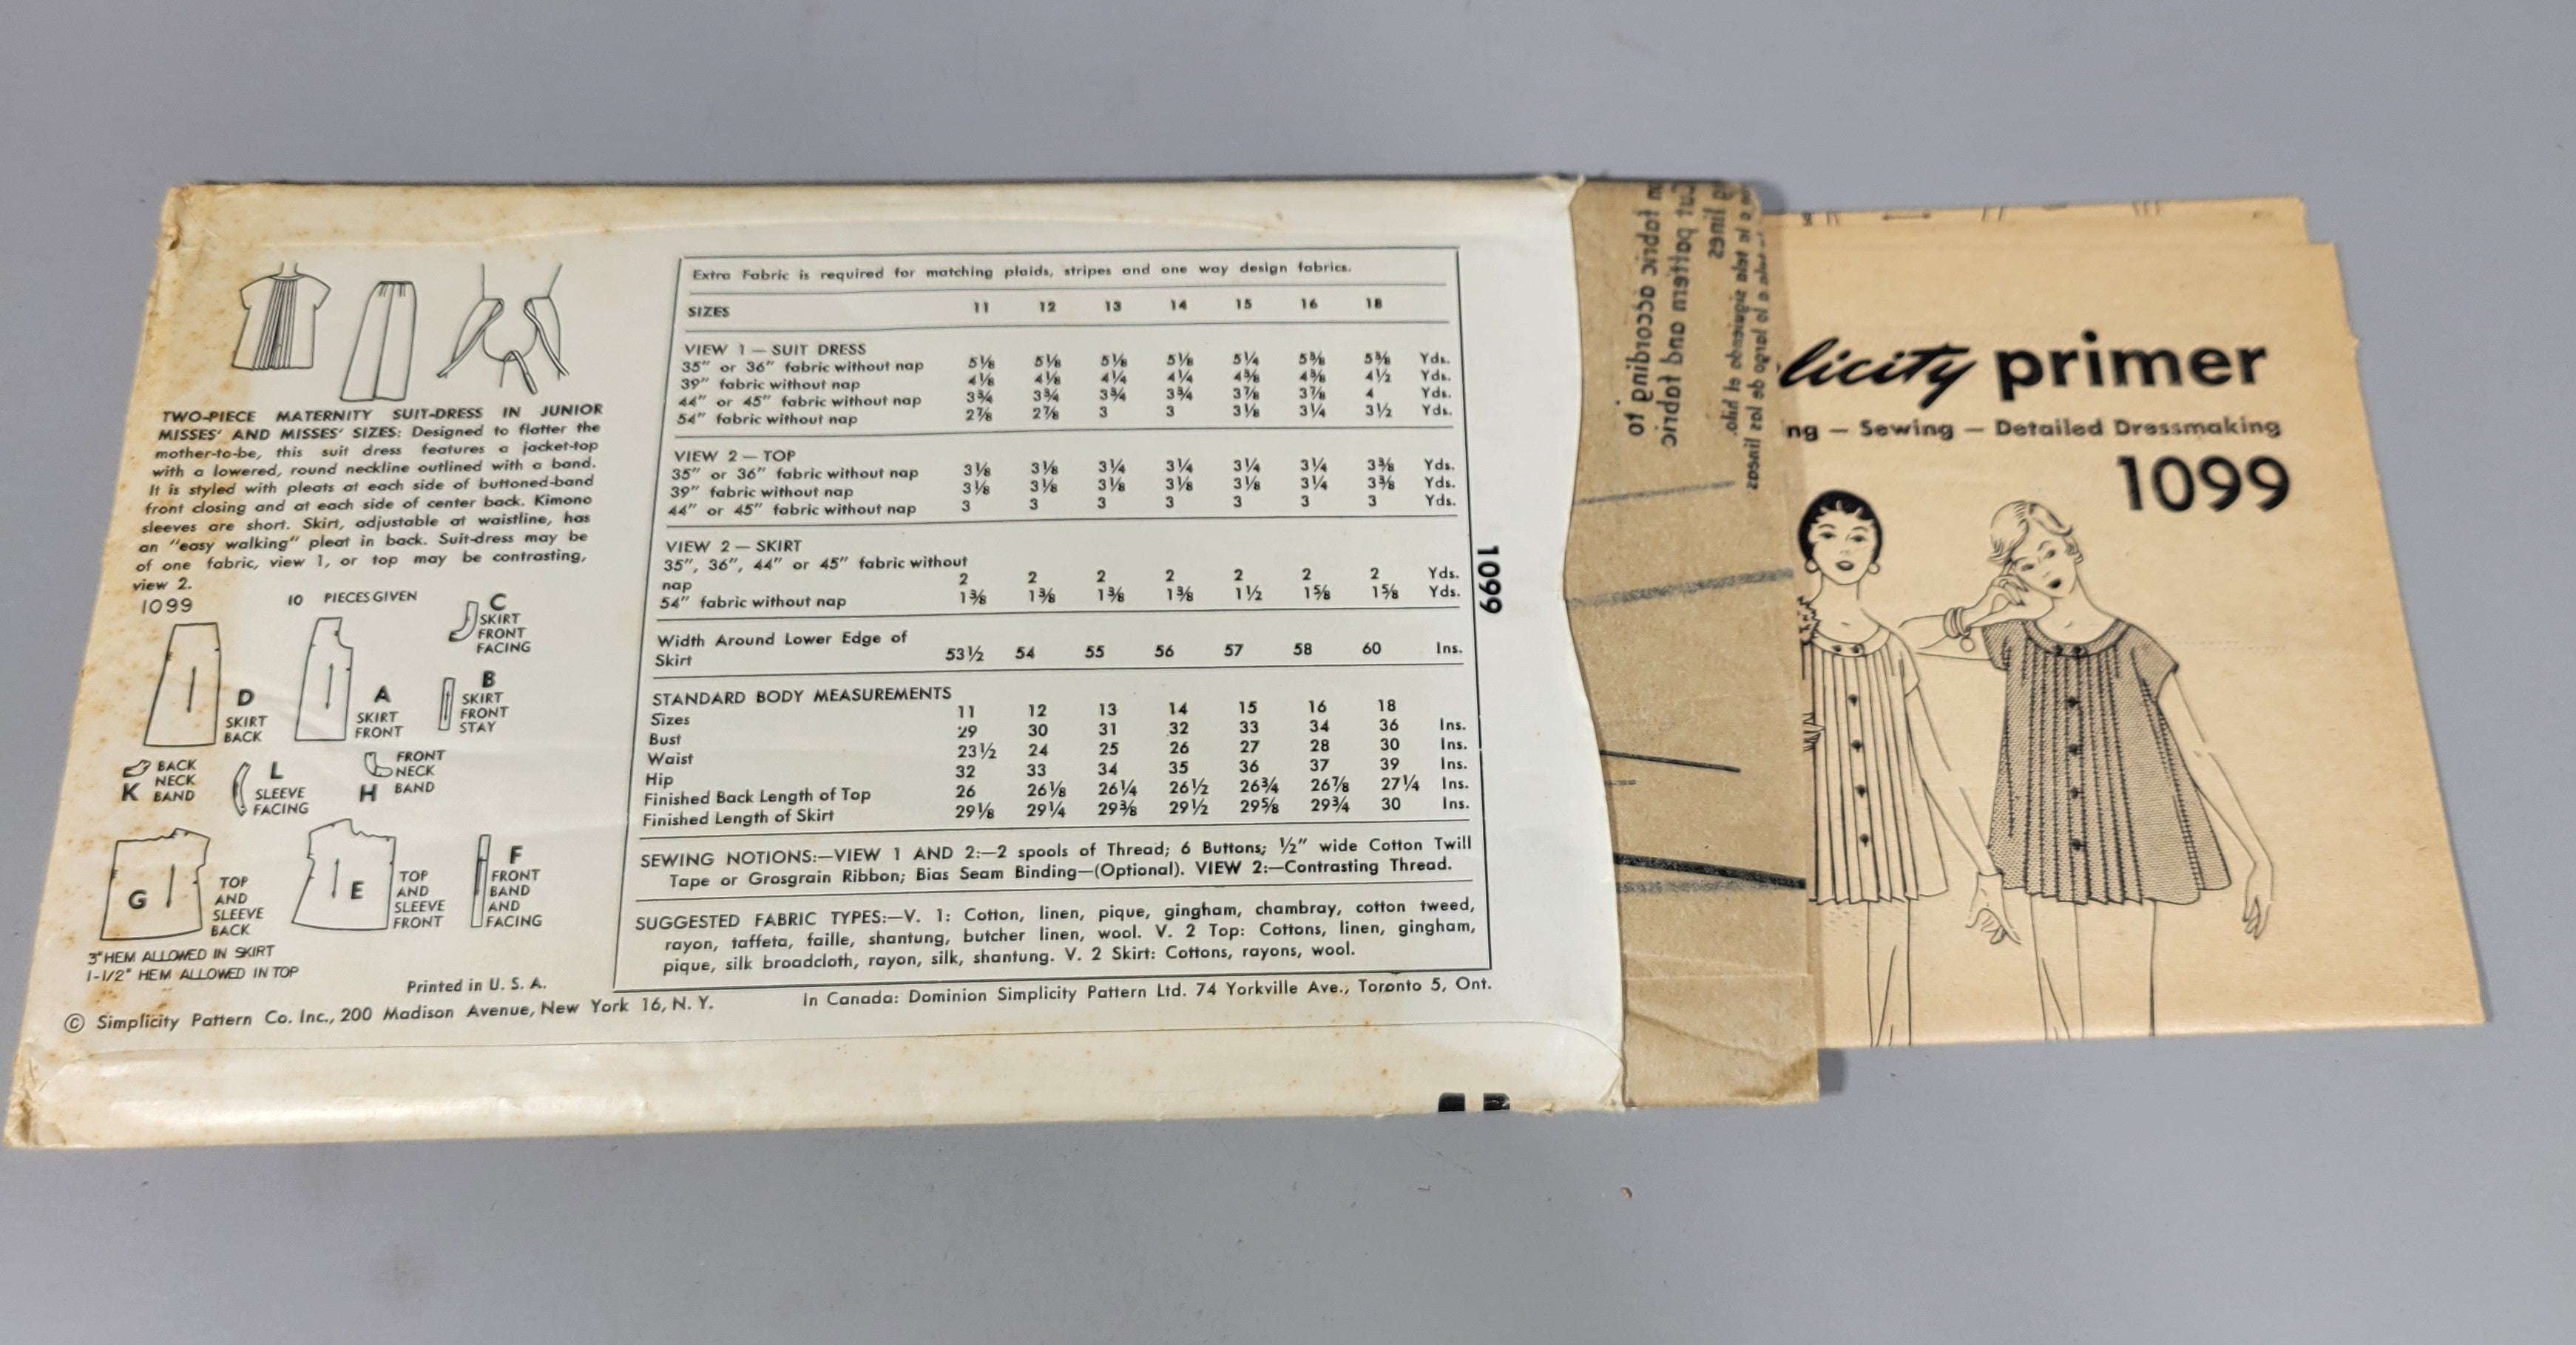 TWO-PIECE MATERNITY SUIT-DRESS IN JUNIOR
MISSES' AND MISSES' SIZES: Designed to flatter the
mother-to-be, this suit dress features a jacket-top
with a lowered, round neckline outlined with a band.
It is styled with pleats at each side of buttoned-band
front closing and at each side of center back. Kimono
sleeves are short. Skirt, adjustable at waistline, has
an "easy walking" pleat in back. Suit-dress may be
of one fabric, view 1, or top may be contrasting,
view 2.
1099
10 PIECES GIVEN
C
SKIRT
FRONT
FACING
D
SKIRT
BACK
A
SKIRT
FRONT
B
SKIRT
FRONT
STAY
BACK
NECK
K BAND
L
SLEEVE
FACING
FRONT
NECK
H BAND
G
TOP
AND
SLEEVE
BACK
E
TOP
AND
SLEEVE
FRONT
F
FRONT
BAND
AND
FACING
3" HEM ALLOWED IN SKIRT
1-1/2" HEM ALLOWED IN TOP
Printed in U. S. A.
© Simplicity Pattern Co. Inc., 200 Madison Avenue, New York 16, N. Y.
In Canada: Dominion Simplicity Pattern Ltd. 74 Yorkville Ave., Toronto 5, Ont.
Extra Fabric is required for matching plaids, stripes and one way design fabrics.
SIZES 11 12 13 14 15 16 18
VIEW 1 — SUIT DRESS
35" or 36" fabric without nap 5⅛ 5⅛ 5⅛ 5⅛ 5¼ 5⅜ 5⅜ Yds.
39" fabric without nap 4⅛ 4⅛ 4¼ 4¼ 4⅜ 4⅜ 4½ Yds.
44" or 45" fabric without nap 3¾ 3¾ 3¾ 3¾ 3⅞ 3⅞ 4 Yds.
54" fabric without nap 2⅞ 2⅞ 3 3 3⅛ 3¼ 3½ Yds.
VIEW 2 — TOP
35" or 36" fabric without nap 3⅛ 3⅛ 3¼ 3¼ 3¼ 3¼ 3⅜ Yds.
39" fabric without nap 3⅛ 3⅛ 3⅛ 3⅛ 3⅛ 3¼ 3⅜ Yds.
44" or 45" fabric without nap 3 3 3 3 3 3 3 Yds.
VIEW 2 — SKIRT
35", 36", 44" or 45" fabric without
nap 2 2 2 2 2 2 2 Yds.
54" fabric without nap 1⅜ 1⅜ 1⅜ 1⅜ 1½ 1⅝ 1⅝ Yds.
Width Around Lower Edge of
Skirt 53½ 54 55 56 57 58 60 Ins.
STANDARD BODY MEASUREMENTS
Sizes 11 12 13 14 15 16 18
Bust 29 30 31 32 33 34 36 Ins.
Waist 23½ 24 25 26 27 28 30 Ins.
Hip 32 33 34 35 36 37 39 Ins.
Finished Back Length of Top 26 26⅛ 26¼ 26½ 26¾ 26⅞ 27¼ Ins.
Finished Length of Skirt 29⅛ 29¼ 29⅜ 29½ 29⅝ 29¾ 30 Ins.
SEWING NOTIONS:—VIEW 1 AND 2:—2 spools of Thread; 6 Buttons; ½" wide Cotton Twill
Tape or Grosgrain Ribbon; Bias Seam Binding—(Optional). VIEW 2:—Contrasting Thread.
SUGGESTED FABRIC TYPES:—V. 1: Cotton, linen, pique, gingham, chambray, cotton tweed,
rayon, taffeta, faille, shantung, butcher linen, wool. V. 2 Top: Cottons, linen, gingham,
pique, silk broadcloth, rayon, silk, shantung. V. 2 Skirt: Cottons, rayons, wool.
1099
Cut pattern and fabric
fabric according to
lines
licity primer
ng — Sewing — Detailed Dressmaking
1099